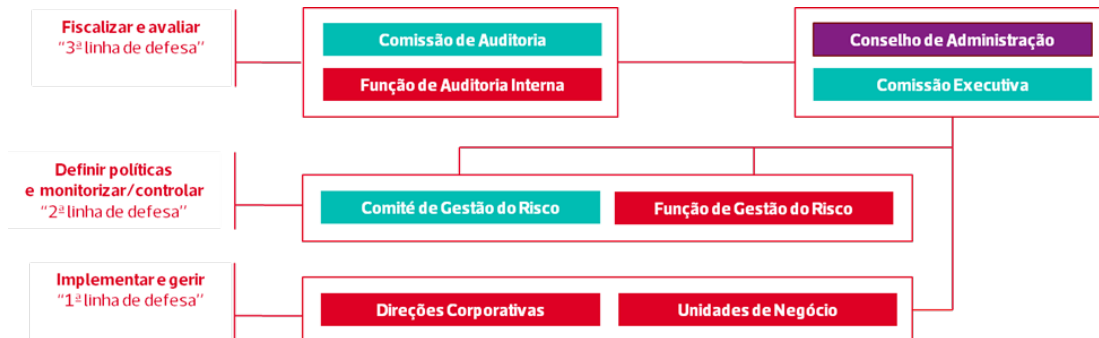 Fiscalizar e avaliar
“3ª linha de defesa”
Comissão de Auditoria
Função de Auditoria Interna
Conselho de Administração
Comissão Executiva
Definir políticas
e monitorizar/controlar
“2ª linha de defesa”
Comité de Gestão do Risco
Função de Gestão do Risco
Implementar e gerir
“1ª linha de defesa”
Direções Corporativas
Unidades de Negócio